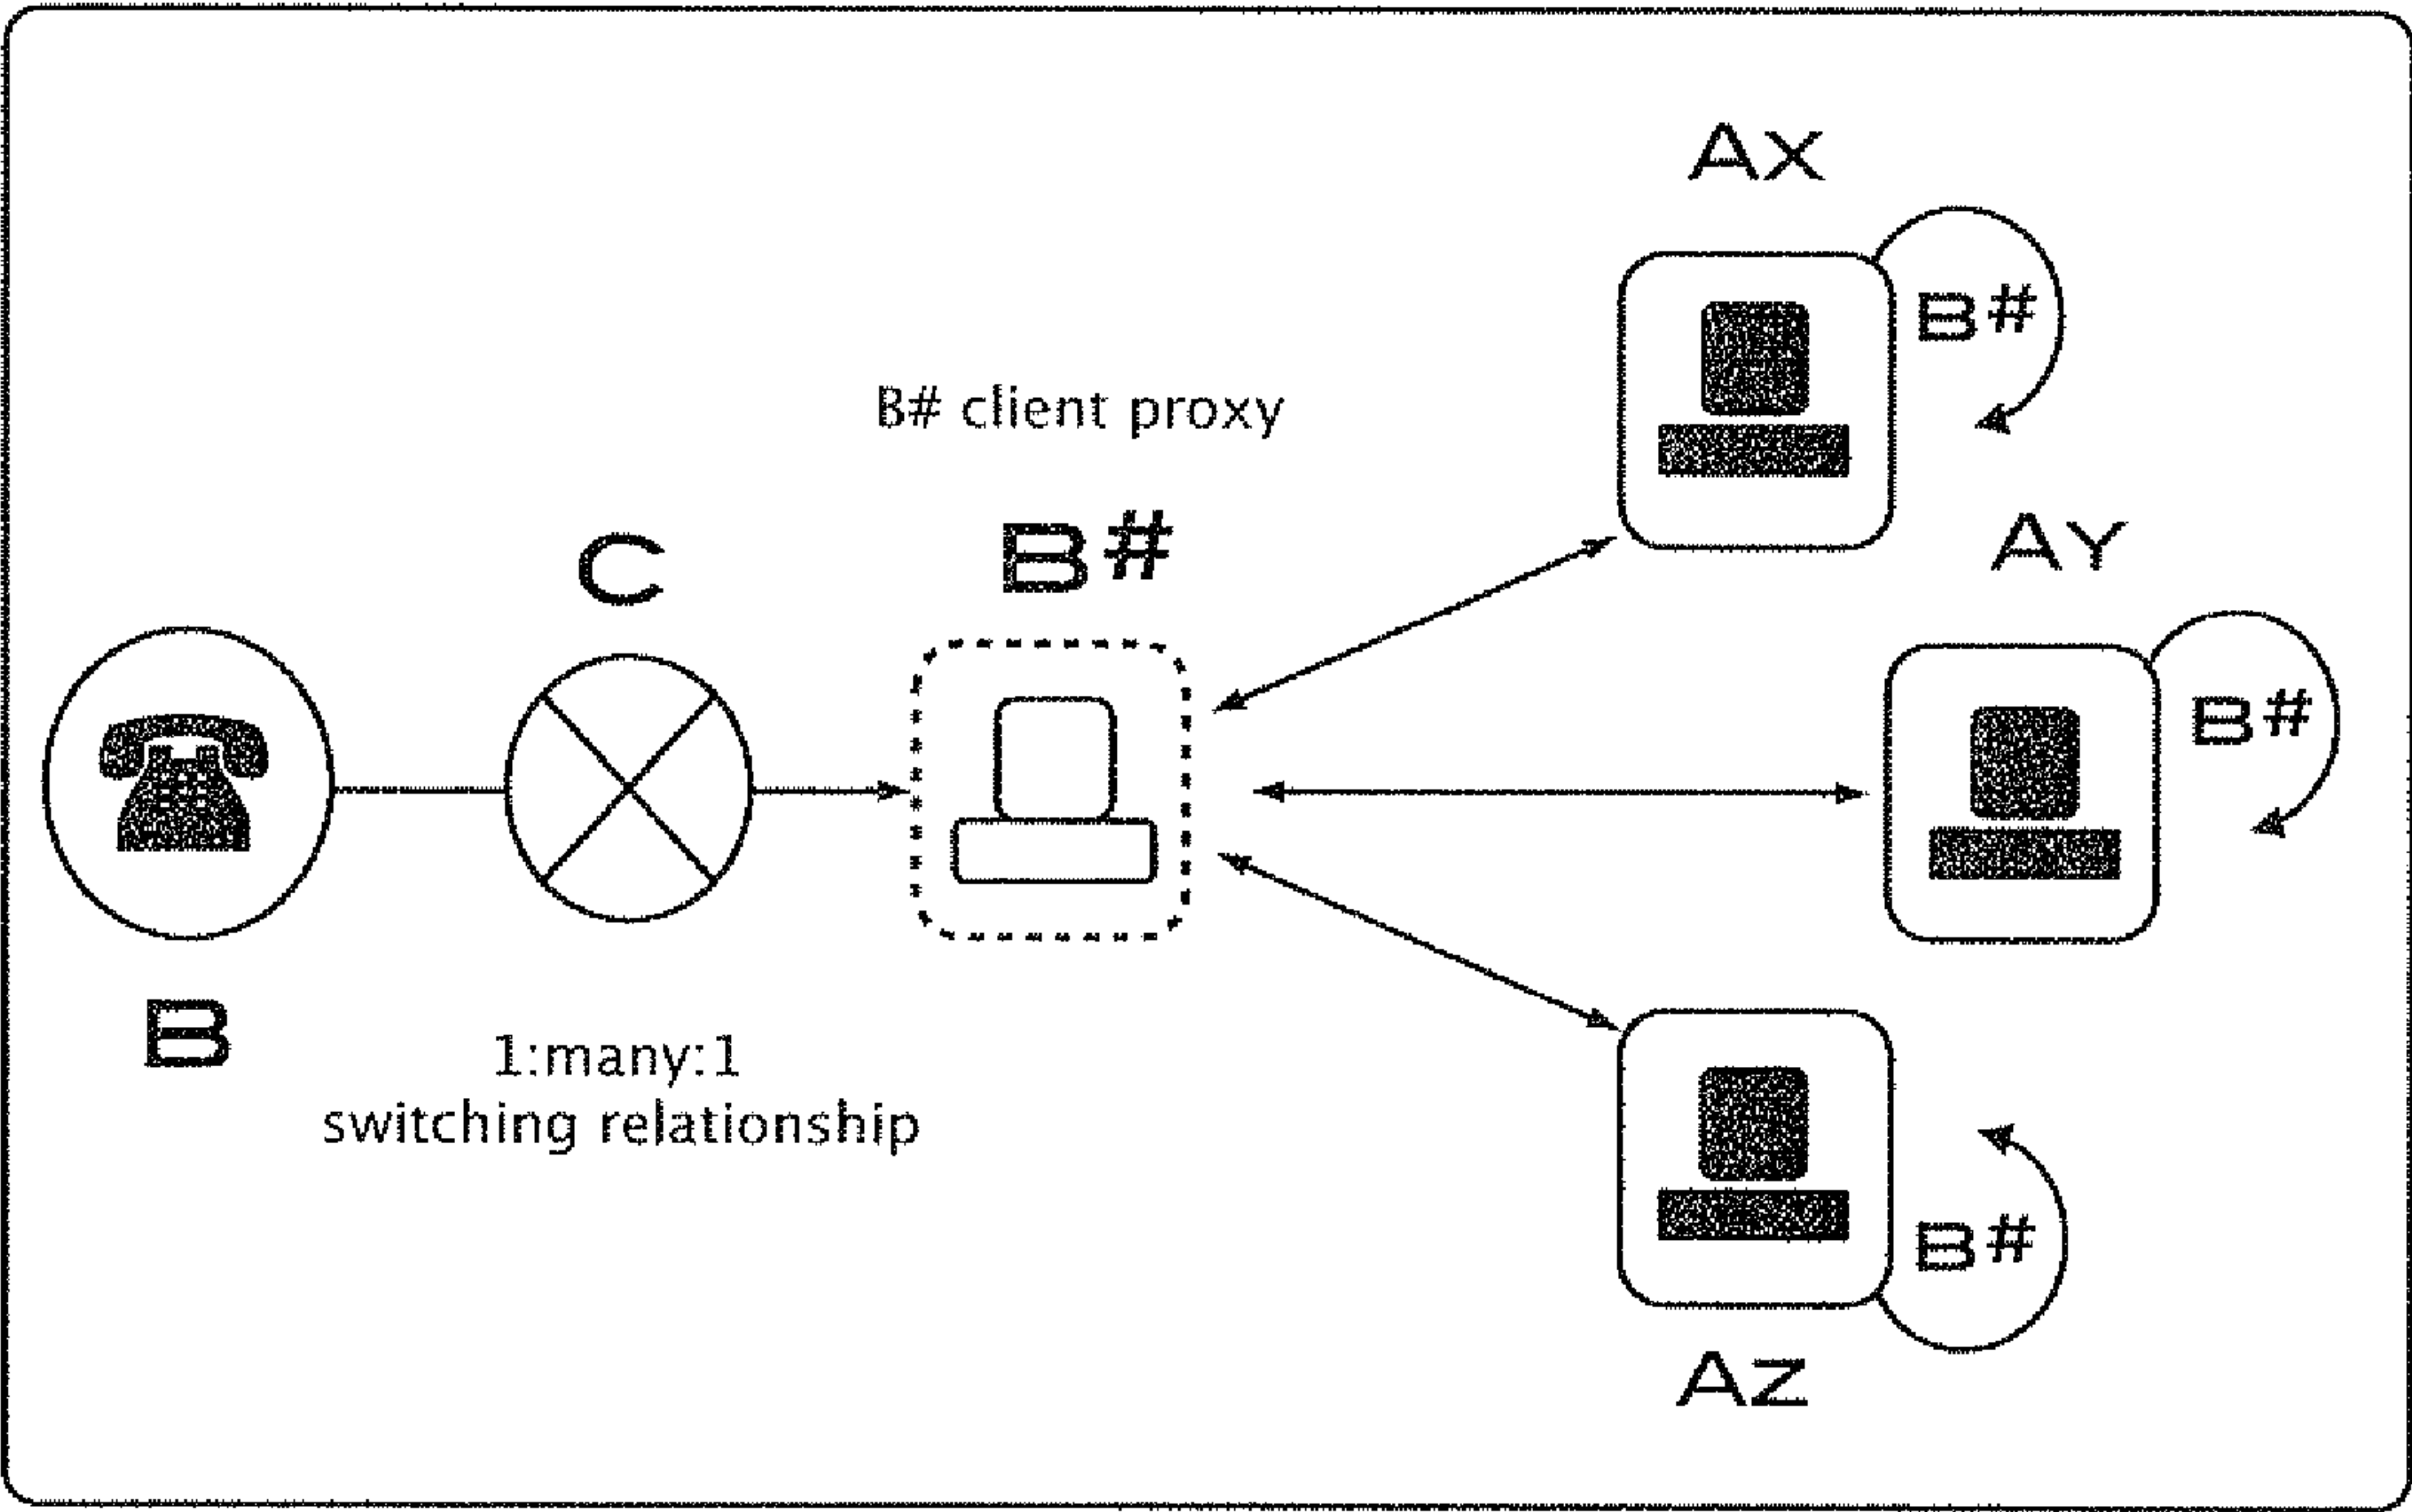 AX
B#
B# client proxy
AY
C
B#
B#
B
1:many:1
switching relationship
B#
AZ